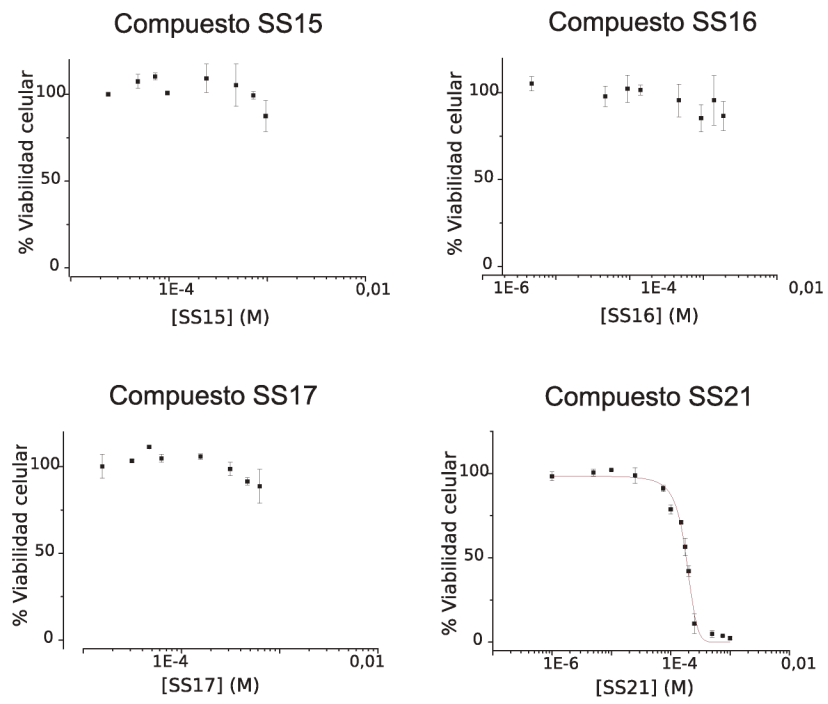 Compuesto SS15
% Viabilidad celular
100
50
0
1E-4
0,01
[SS15] (M)
Compuesto SS16
% Viabilidad celular
100
50
0
1E-6
1E-4
0,01
[SS16] (M)
Compuesto SS17
% Viabilidad celular
100
50
0
1E-4
0,01
[SS17] (M)
Compuesto SS21
% Viabilidad celular
100
50
0
1E-6
1E-4
0,01
[SS21] (M)